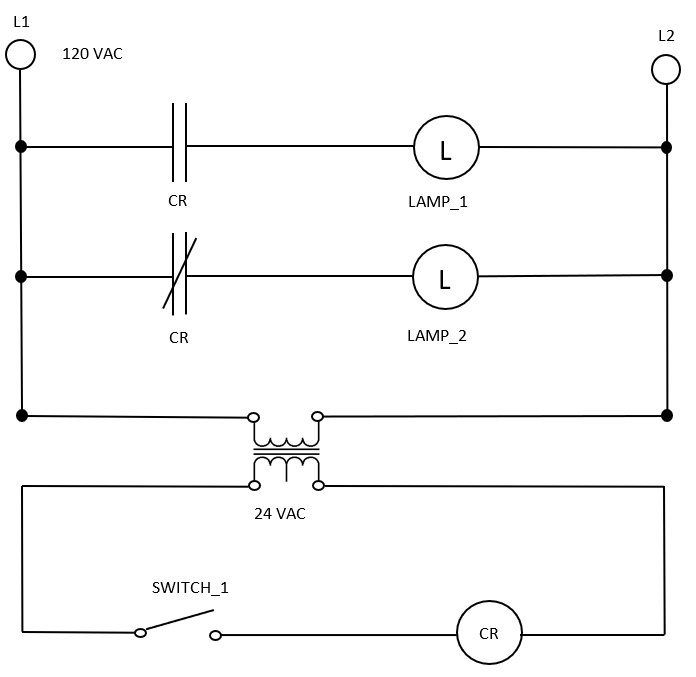 L1
L2
120 VAC
L
CR
LAMP_1
L
CR
LAMP_2
24 VAC
SWITCH_1
CR